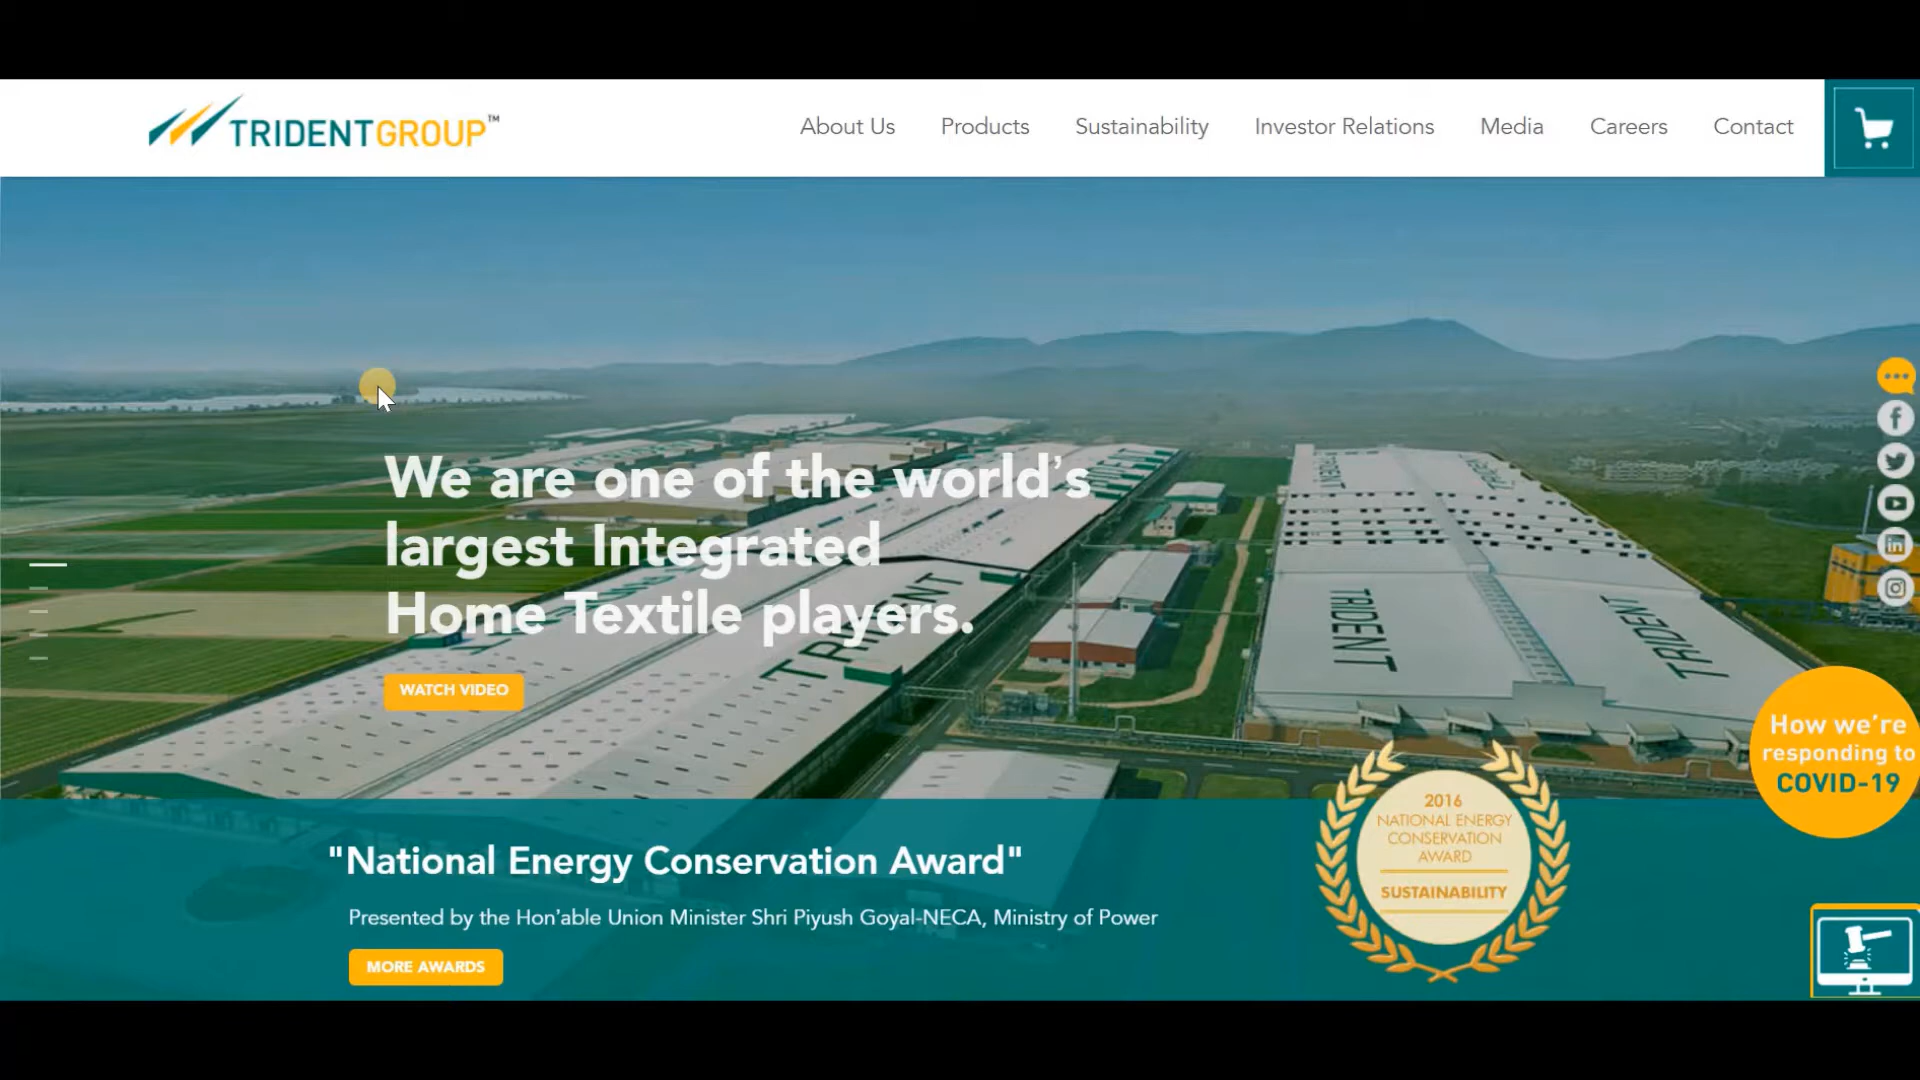 TRIDENTGROUP™
About Us
Products
Sustainability
Investor Relations
Media
Careers
Contact
We are one of the world's
largest Integrated
Home Textile players.
WATCH VIDEO
TRIDENT
TRIDENT
TRIDENT
How we're
responding to
COVID-19
"National Energy Conservation Award"
Presented by the Hon'able Union Minister Shri Piyush Goyal-NECA, Ministry of Power
MORE AWARDS
2016
NATIONAL ENERGY
CONSERVATION
AWARD
SUSTAINABILITY